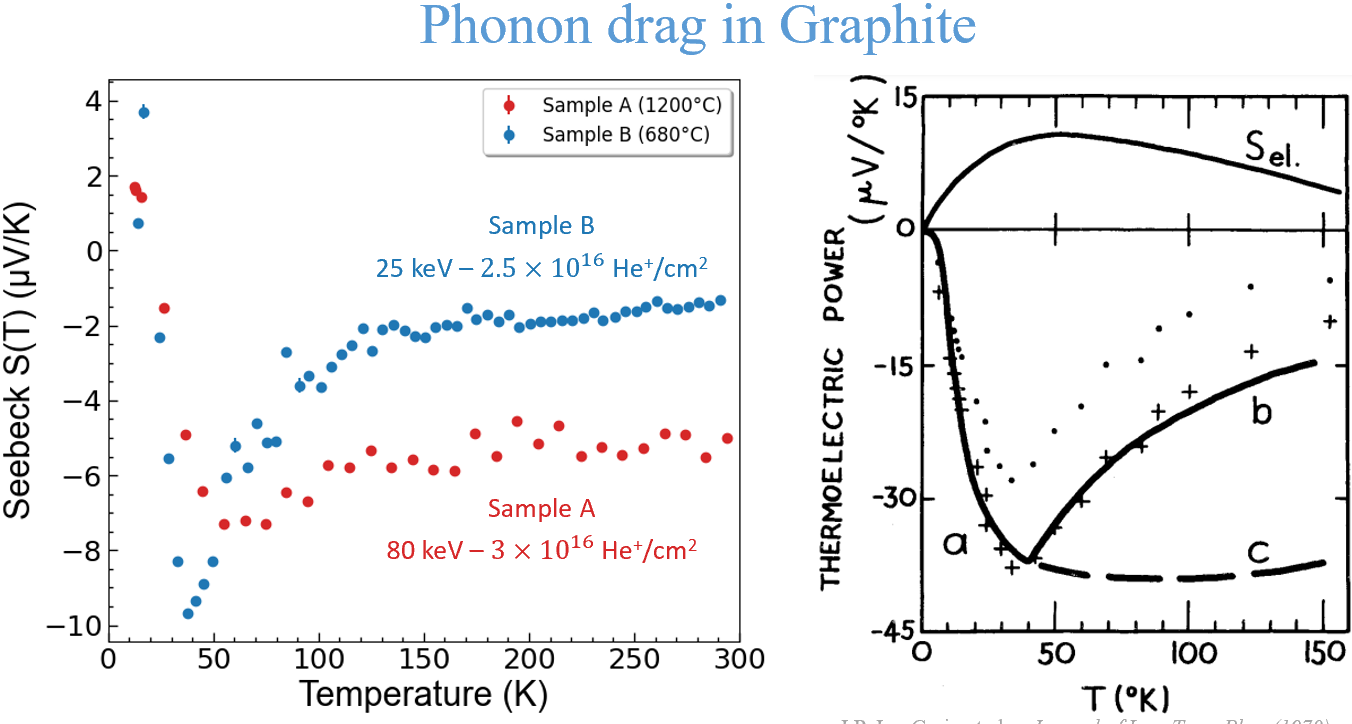 Phonon drag in Graphite
Seebeck S(T) (µV/K)
4
2
0
−2
−4
−6
−8
−10
Sample A (1200°C)
Sample B (680°C)
Sample B
25 keV – 2.5 × 10¹⁶ He⁺/cm²
Sample A
80 keV – 3 × 10¹⁶ He⁺/cm²
0 50 100 150 200 250 300
Temperature (K)
THERMOELECTRIC POWER (µV/°K)
15
0
-15
-30
-45
Sel.
a
b
c
0 50 100 150
T (°K)